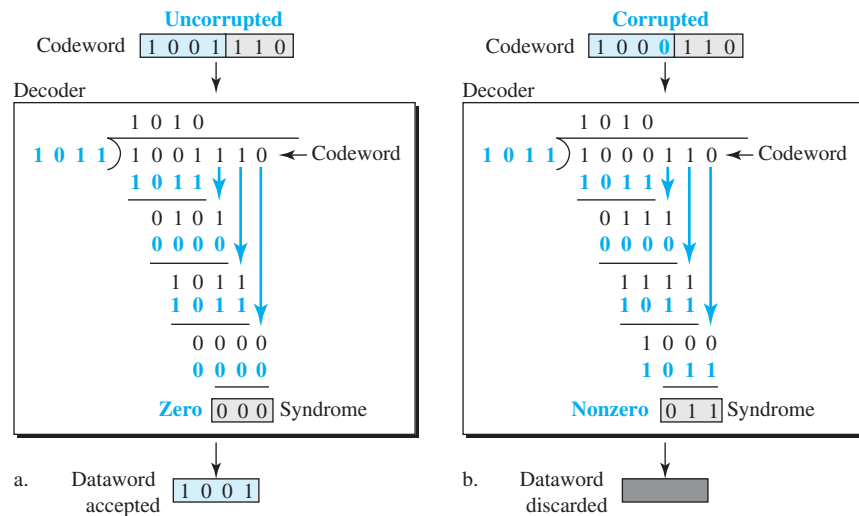 Uncorrupted
Codeword 1 0 0 1 1 1 0
Decoder
1 0 1 0
1 0 1 1 1 0 0 1 1 1 0 Codeword
1 0 1 1
0 1 0 1
0 0 0 0
1 0 1 1
1 0 1 1
0 0 0 0
0 0 0 0
Zero 0 0 0 Syndrome
a. Dataword
accepted 1 0 0 1
Corrupted
Codeword 1 0 0 0 1 1 0
Decoder
1 0 1 0
1 0 1 1 1 0 0 0 1 1 0 Codeword
1 0 1 1
0 1 1 1
0 0 0 0
1 1 1 1
1 0 1 1
1 0 0 0
1 0 1 1
Nonzero 0 1 1 Syndrome
b. Dataword
discarded